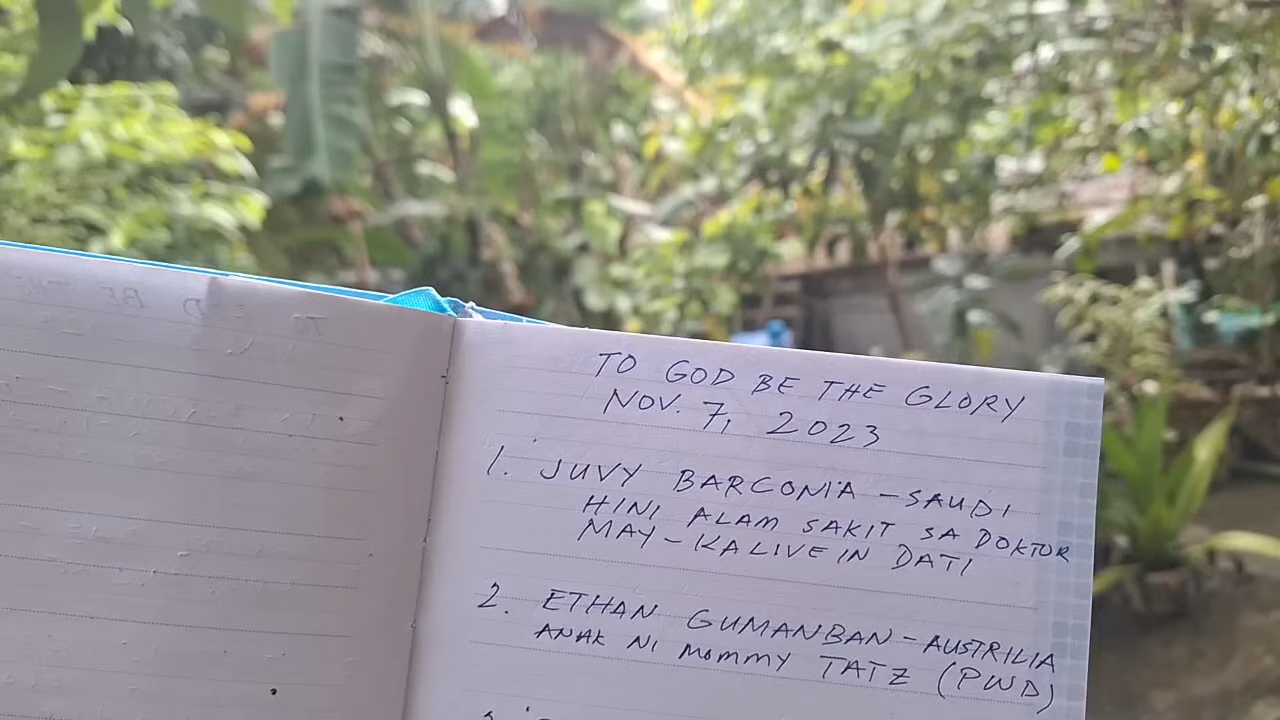 TO GOD BE THE GLORY
NOV. 7, 2023
1. JUVY BARCONIA - SAUDI
HINI ALAM SAKIT SA DOKTOR
MAY - KALIVE IN DATI
2. ETHAN GUMANBAN - AUSTRILIA
ANAK NI MOMMY TATZ (PWD)